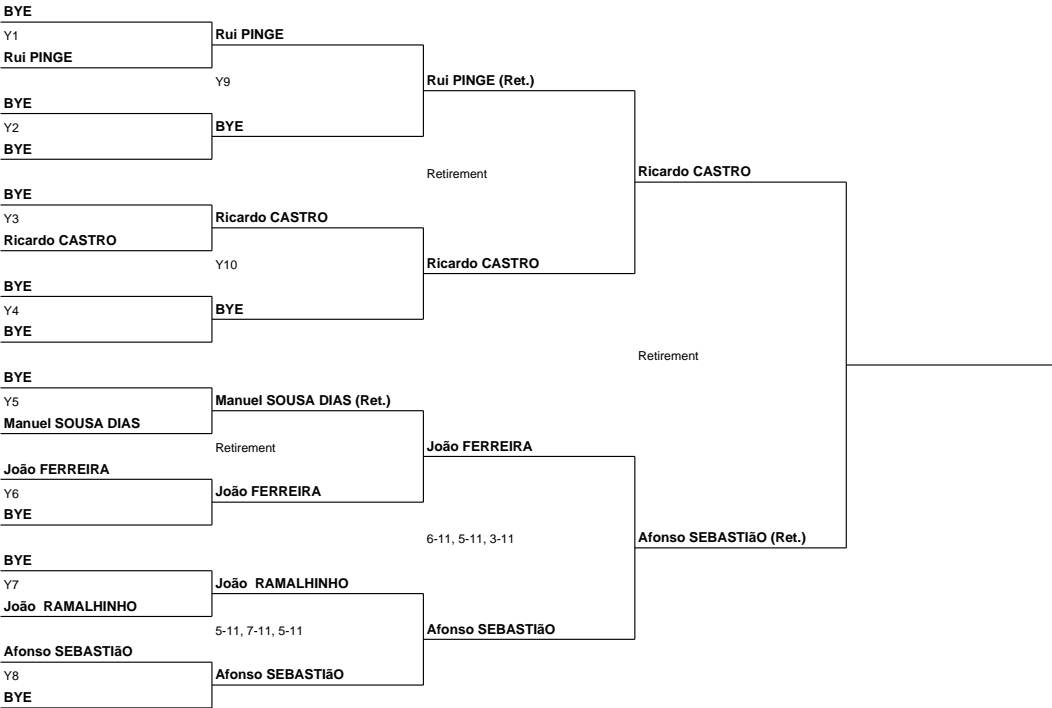 BYE
Y1
Rui PINGE
Rui PINGE
Y9
Rui PINGE (Ret.)
BYE
Y2
BYE
BYE
Retirement
Ricardo CASTRO
BYE
Y3
Ricardo CASTRO
Ricardo CASTRO
Y10
Ricardo CASTRO
BYE
Y4
BYE
BYE
Retirement
BYE
Y5
Manuel SOUSA DIAS
Manuel SOUSA DIAS (Ret.)
Retirement
João FERREIRA
João FERREIRA
Y6
BYE
João FERREIRA
6-11, 5-11, 3-11
Afonso SEBASTIãO (Ret.)
BYE
Y7
João  RAMALHINHO
João  RAMALHINHO
5-11, 7-11, 5-11
Afonso SEBASTIãO
Afonso SEBASTIãO
Y8
BYE
Afonso SEBASTIãO